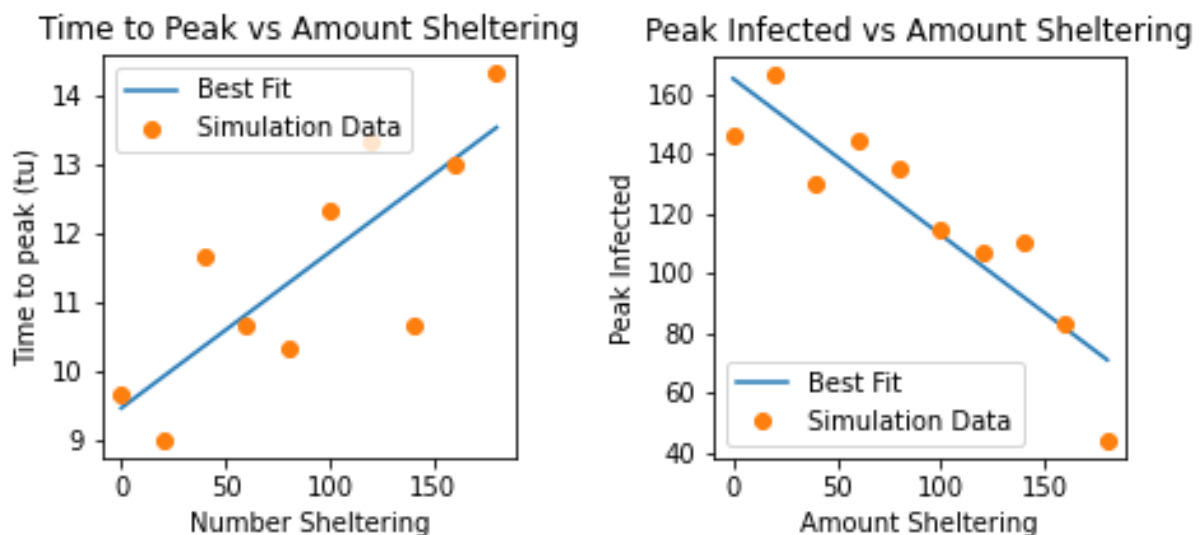 Time to Peak vs Amount Sheltering
Best Fit
Simulation Data
Time to peak (tu)
14
13
12
11
10
9
0
50
100
150
Number Sheltering
Peak Infected vs Amount Sheltering
Peak Infected
160
140
120
100
80
60
40
Best Fit
Simulation Data
0
50
100
150
Amount Sheltering